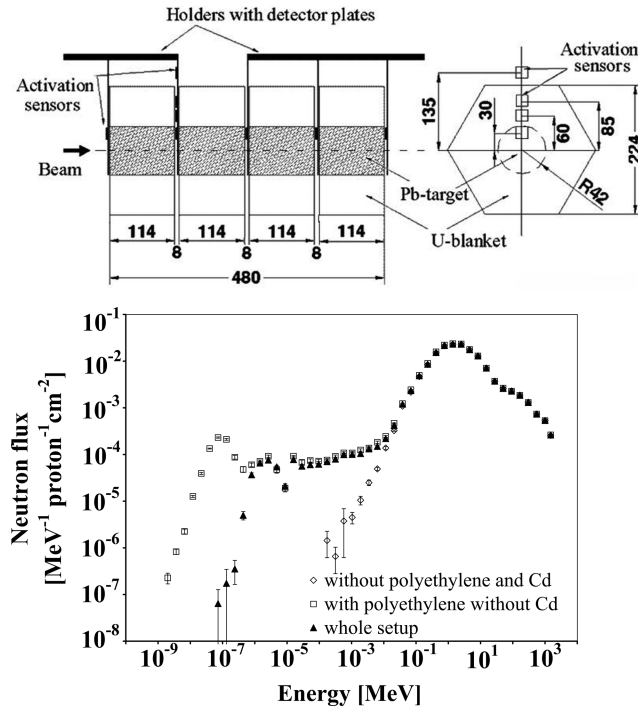 Holders with detector plates
Activation
sensors
Beam
114 114 114 114
8 8 8
480
Activation
sensors
135
30
60
85
224
R42
Pb-target
U-blanket
Neutron flux
[MeV⁻¹ proton⁻¹cm⁻²]
10⁻¹
10⁻²
10⁻³
10⁻⁴
10⁻⁵
10⁻⁶
10⁻⁷
10⁻⁸
without polyethylene and Cd
with polyethylene without Cd
whole setup
10⁻⁹ 10⁻⁷ 10⁻⁵ 10⁻³ 10⁻¹ 10¹ 10³
Energy [MeV]